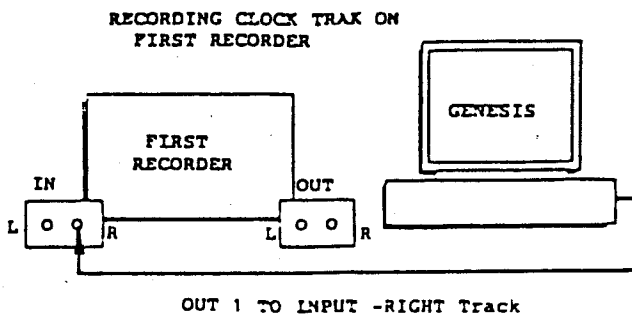 RECORDING CLOCK TRAK ON
FIRST RECORDER
GENESIS
FIRST
RECORDER
IN
OUT
L
R
L
R
OUT 1 TO INPUT -RIGHT Track